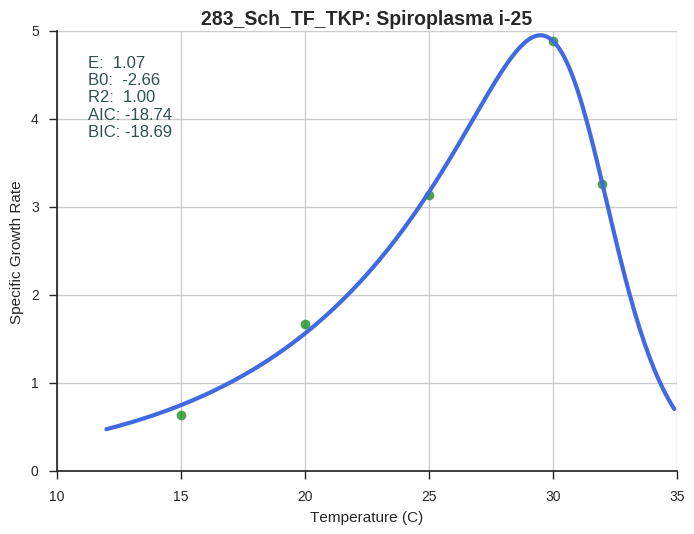 283_Sch_TF_TKP: Spiroplasma i-25
E:  1.07
B0:  -2.66
R2:  1.00
AIC: -18.74
BIC: -18.69
Specific Growth Rate
5
4
3
2
1
0
10 15 20 25 30 35
Temperature (C)